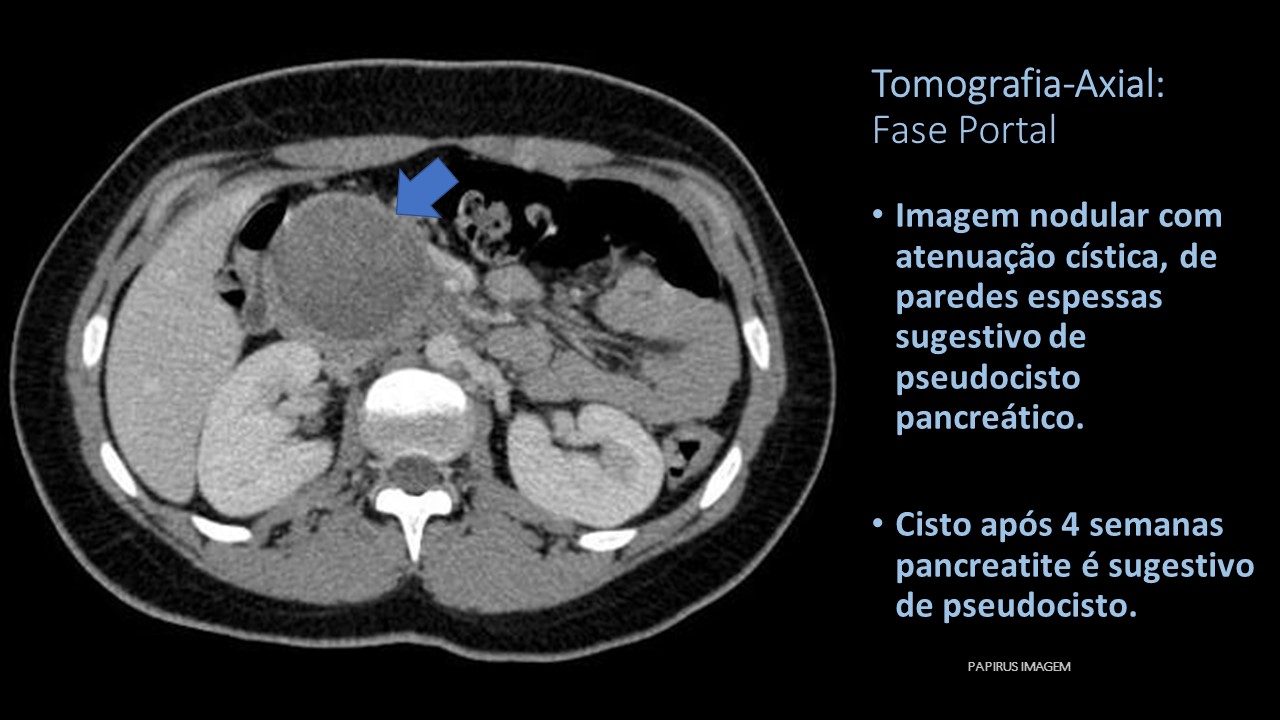 Tomografia-Axial:
Fase Portal
• Imagem nodular com
atenuação cística, de
paredes espessas
sugestivo de
pseudocisto
pancreático.
• Cisto após 4 semanas
pancreatite é sugestivo
de pseudocisto.
PAPIRUS IMAGEM